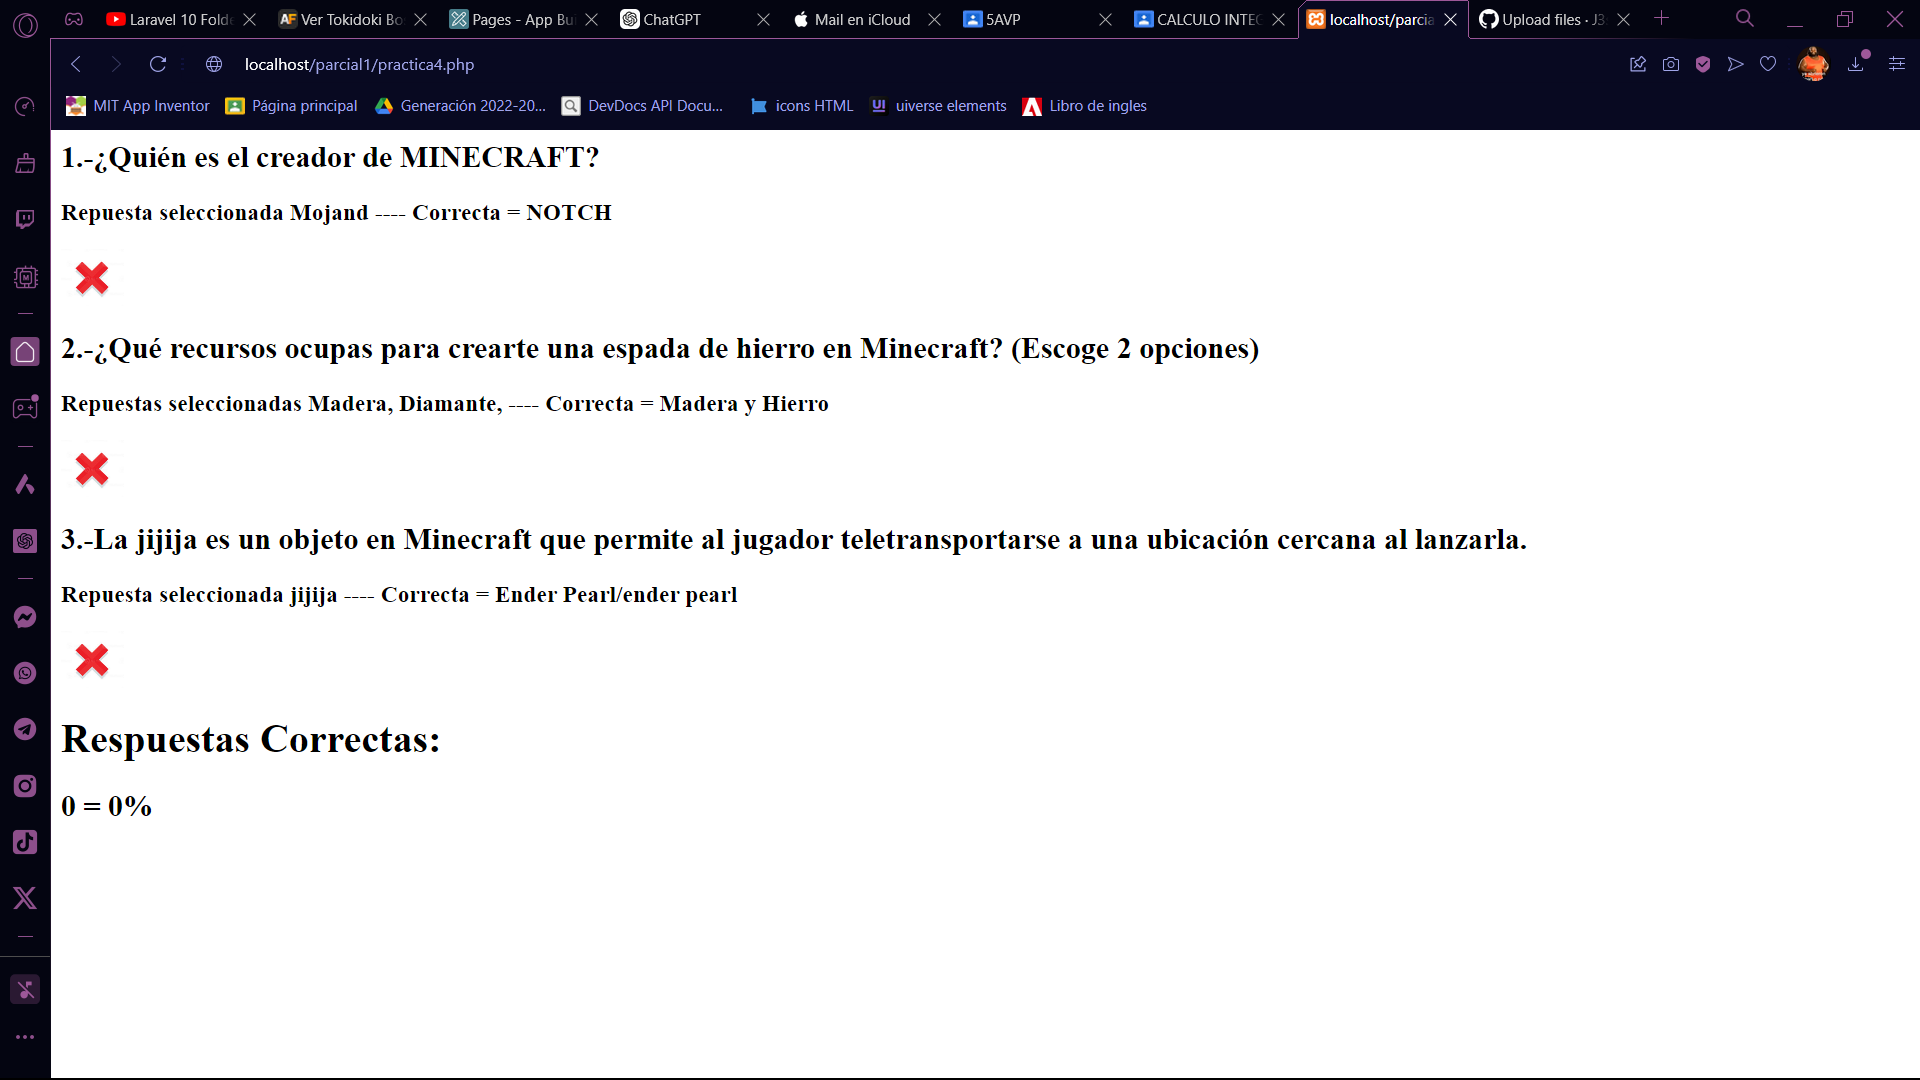 Laravel 10 Folde
Ver Tokidoki Bo
Pages - App Bui
ChatGPT
Mail en iCloud
5AVP
CALCULO INTEG
localhost/parcia
Upload files · J3
localhost/parcial1/practica4.php
MIT App Inventor
Página principal
Generación 2022-20...
DevDocs API Docu...
icons HTML
uiverse elements
Libro de ingles
1.-¿Quién es el creador de MINECRAFT?
Repuesta seleccionada Mojand ---- Correcta = NOTCH
2.-¿Qué recursos ocupas para crearte una espada de hierro en Minecraft? (Escoge 2 opciones)
Repuestas seleccionadas Madera, Diamante, ---- Correcta = Madera y Hierro
3.-La jijija es un objeto en Minecraft que permite al jugador teletransportarse a una ubicación cercana al lanzarla.
Repuesta seleccionada jijija ---- Correcta = Ender Pearl/ender pearl
Respuestas Correctas:
0 = 0%